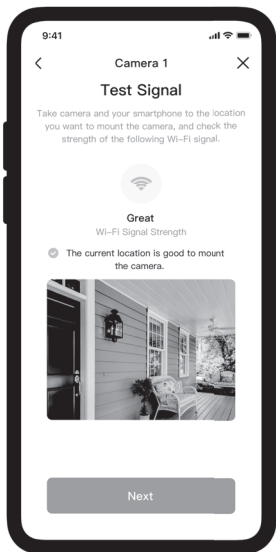 9:41
Camera 1
Test Signal
Take camera and your smartphone to the location
you want to mount the camera, and check the
strength of the following Wi-Fi signal.
Great
Wi-Fi Signal Strength
The current location is good to mount
the camera.
Next